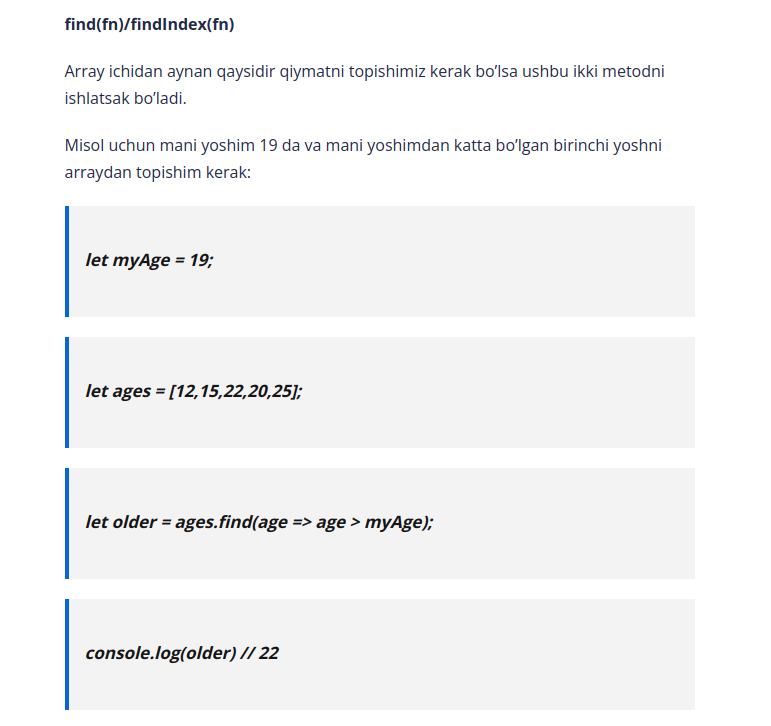 find(fn)/findIndex(fn)
Array ichidan aynan qaysidir qiymatni topishimiz kerak bo’lsa ushbu ikki metodni
ishlatsak bo’ladi.
Misol uchun mani yoshim 19 da va mani yoshimdan katta bo’lgan birinchi yoshni
arraydan topishim kerak:
let myAge = 19;
let ages = [12,15,22,20,25];
let older = ages.find(age => age > myAge);
console.log(older) // 22